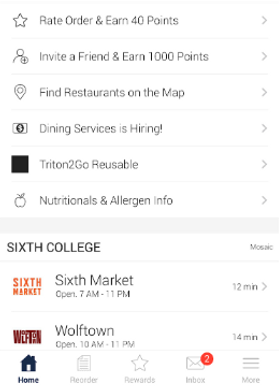 Rate Order & Earn 40 Points
Invite a Friend & Earn 1000 Points
Find Restaurants on the Map
Dining Services is Hiring!
Triton2Go Reusable
Nutritionals & Allergen Info
SIXTH COLLEGE Mosaic
SIXTH MARKET
Sixth Market
Open. 7 AM - 11 PM
12 min
WOLFTOWN
Wolftown
Open. 10 AM - 11 PM
14 min
2
Home Reorder Rewards Inbox More